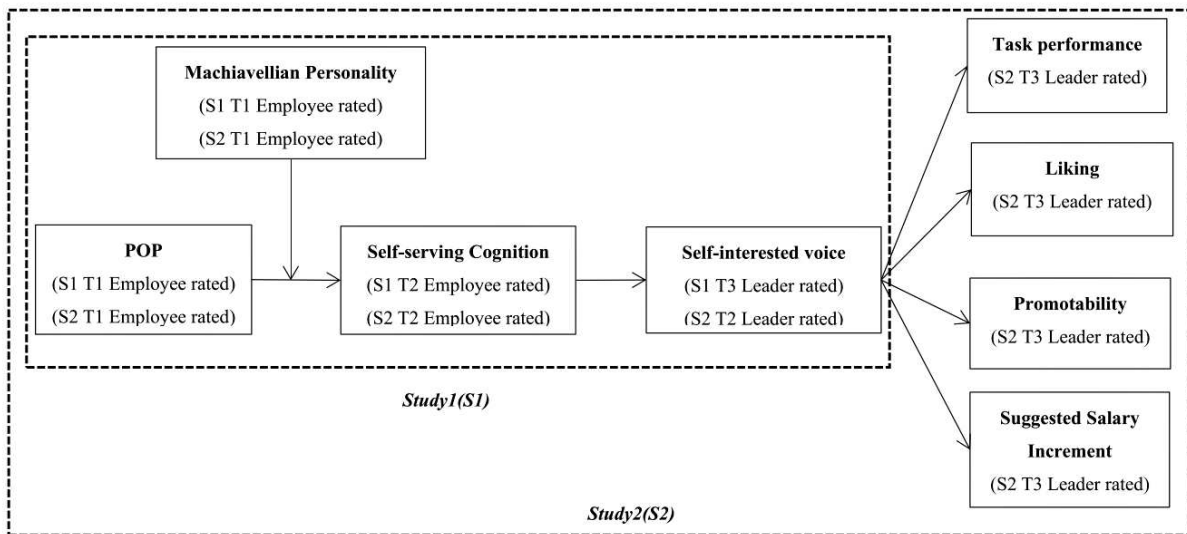 Machiavellian Personality
(S1 T1 Employee rated)
(S2 T1 Employee rated)
POP
(S1 T1 Employee rated)
(S2 T1 Employee rated)
Self-serving Cognition
(S1 T2 Employee rated)
(S2 T2 Employee rated)
Self-interested voice
(S1 T3 Leader rated)
(S2 T2 Leader rated)
Task performance
(S2 T3 Leader rated)
Liking
(S2 T3 Leader rated)
Promotability
(S2 T3 Leader rated)
Suggested Salary
Increment
(S2 T3 Leader rated)
Study1(S1)
Study2(S2)